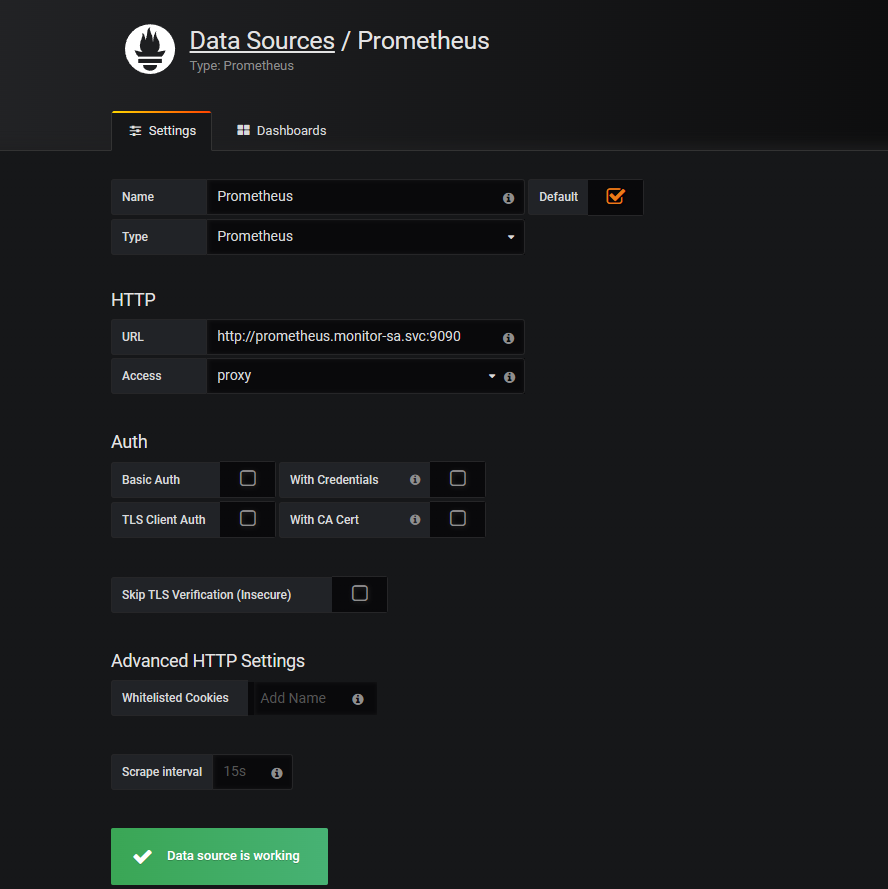 Data Sources / Prometheus
Type: Prometheus
Settings Dashboards
Name Prometheus Default
Type Prometheus
HTTP
URL http://prometheus.monitor-sa.svc:9090
Access proxy
Auth
Basic Auth With Credentials
TLS Client Auth With CA Cert
Skip TLS Verification (Insecure)
Advanced HTTP Settings
Whitelisted Cookies Add Name
Scrape interval 15s
Data source is working